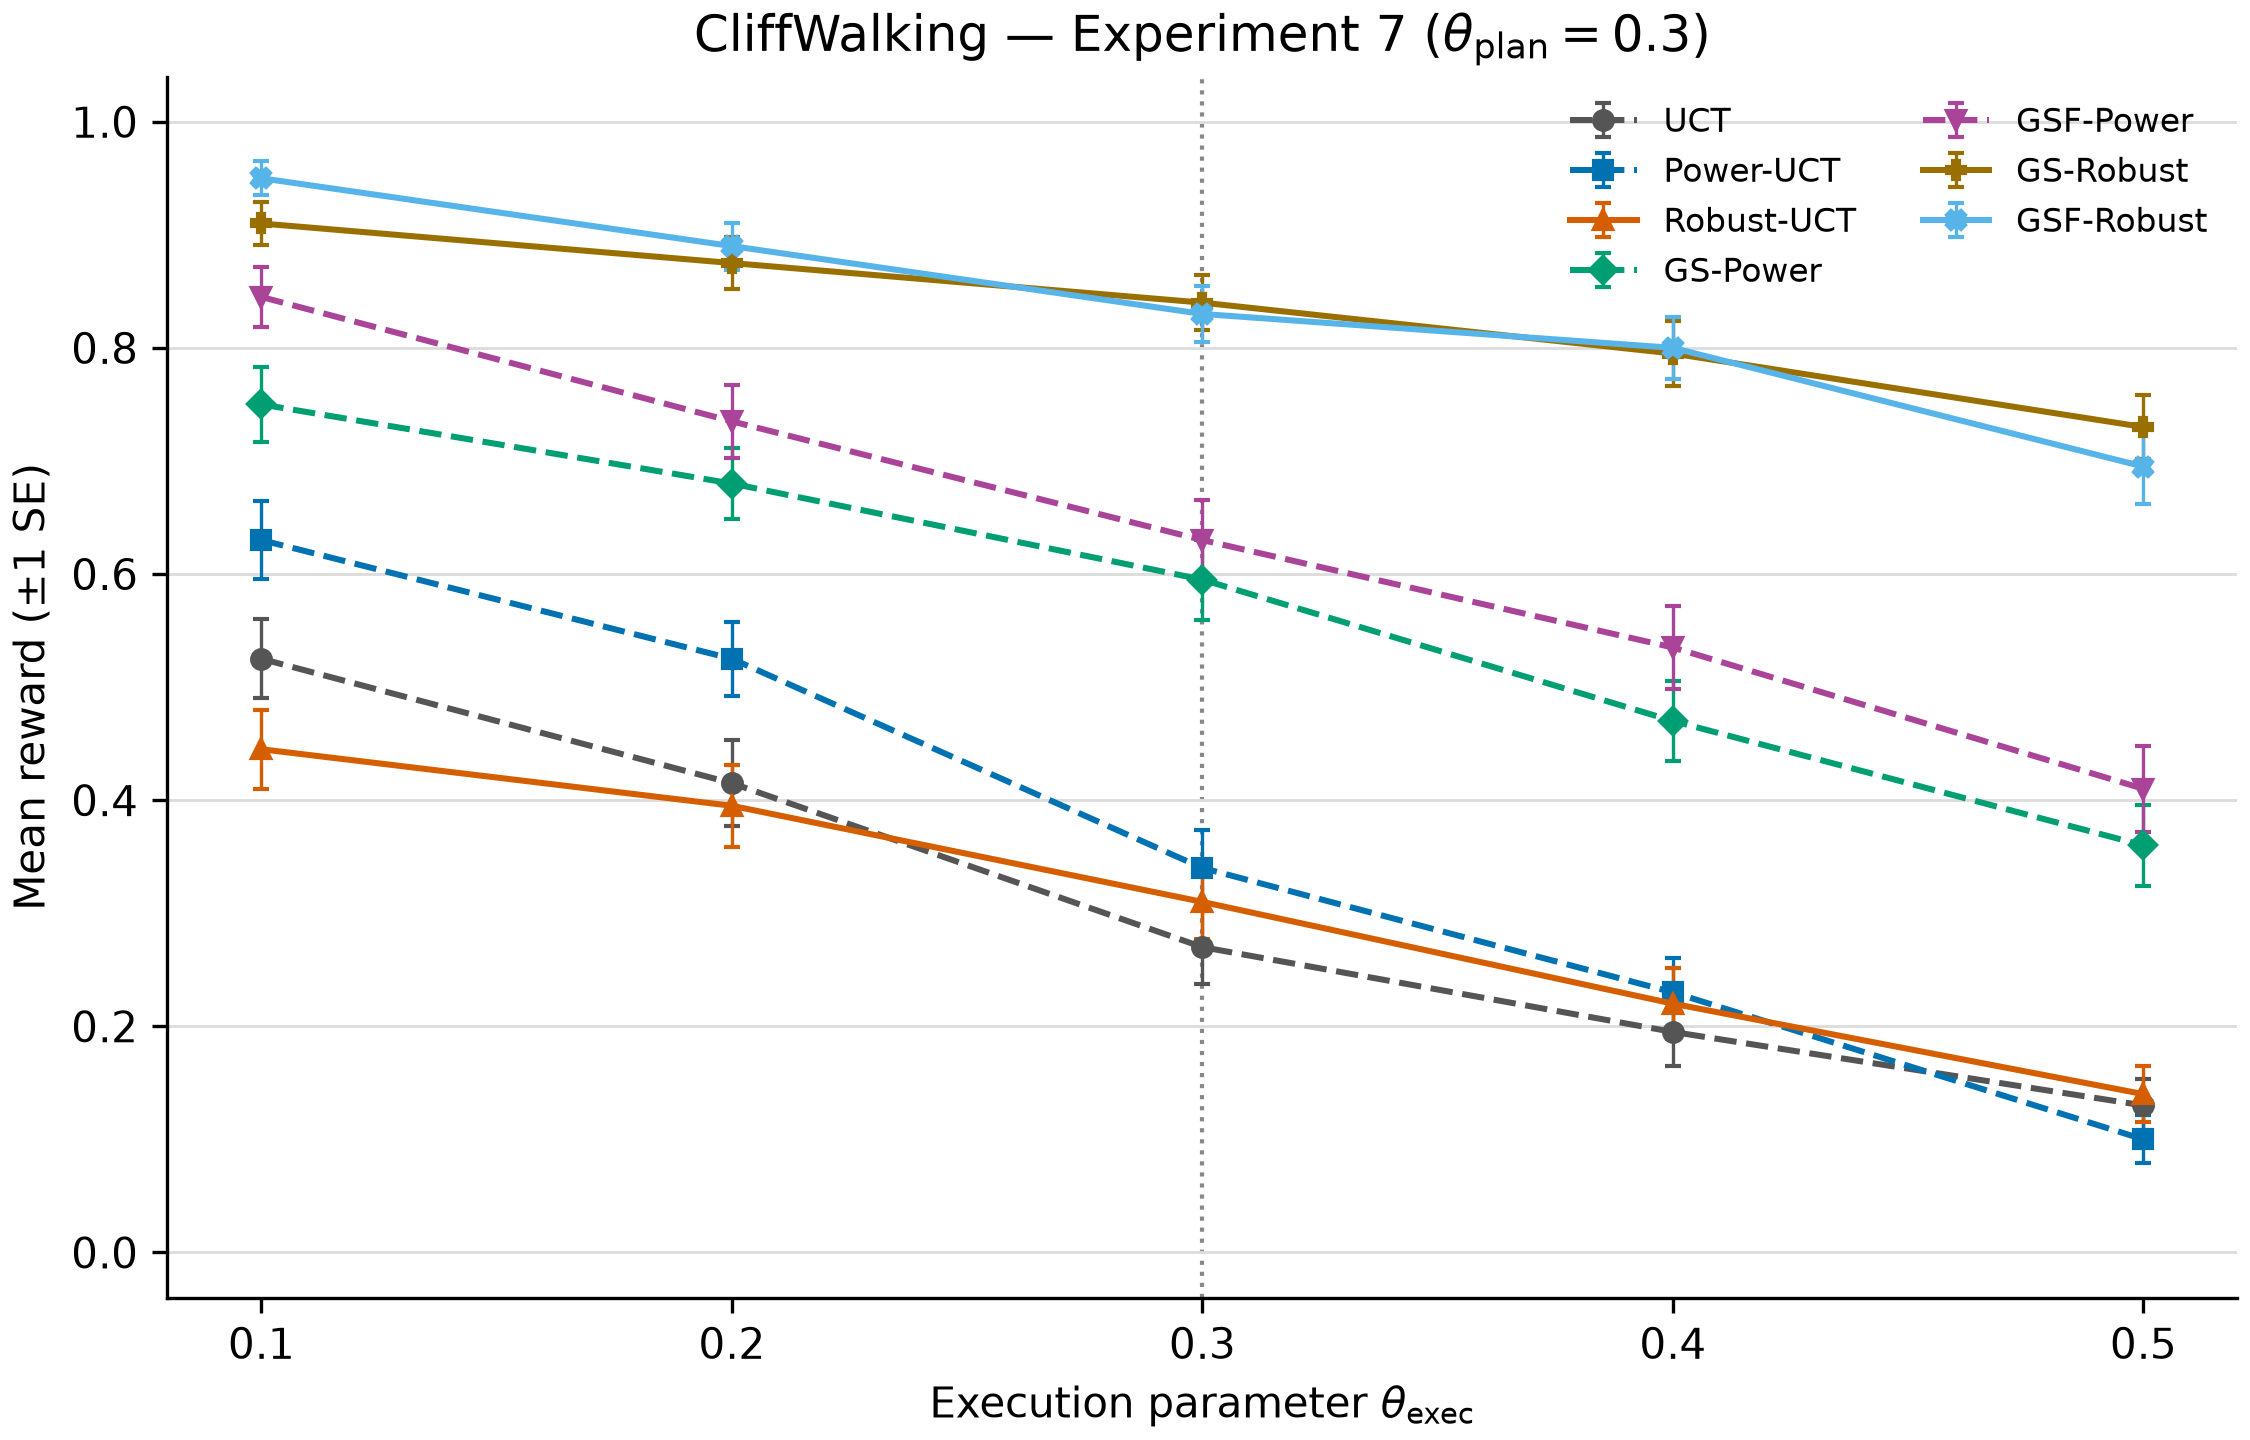 CliffWalking — Experiment 7 (θplan = 0.3)
Mean reward (±1 SE)
1.0
0.8
0.6
0.4
0.2
0.0
UCT
Power-UCT
Robust-UCT
GS-Power
GSF-Power
GS-Robust
GSF-Robust
0.1 0.2 0.3 0.4 0.5
Execution parameter θexec